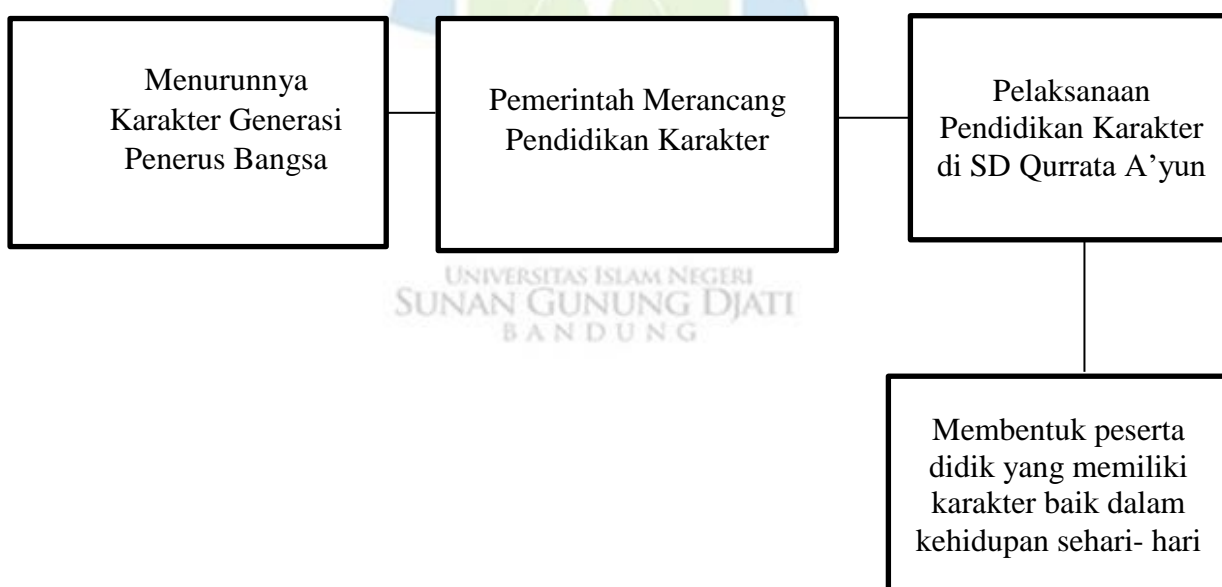 Menurunnya
Karakter Generasi
Penerus Bangsa
Pemerintah Merancang
Pendidikan Karakter
Pelaksanaan
Pendidikan Karakter
di SD Qurrata A’yun
UNIVERSITAS ISLAM NEGERI
SUNAN GUNUNG DJATI
BANDUNG
Membentuk peserta
didik yang memiliki
karakter baik dalam
kehidupan sehari- hari